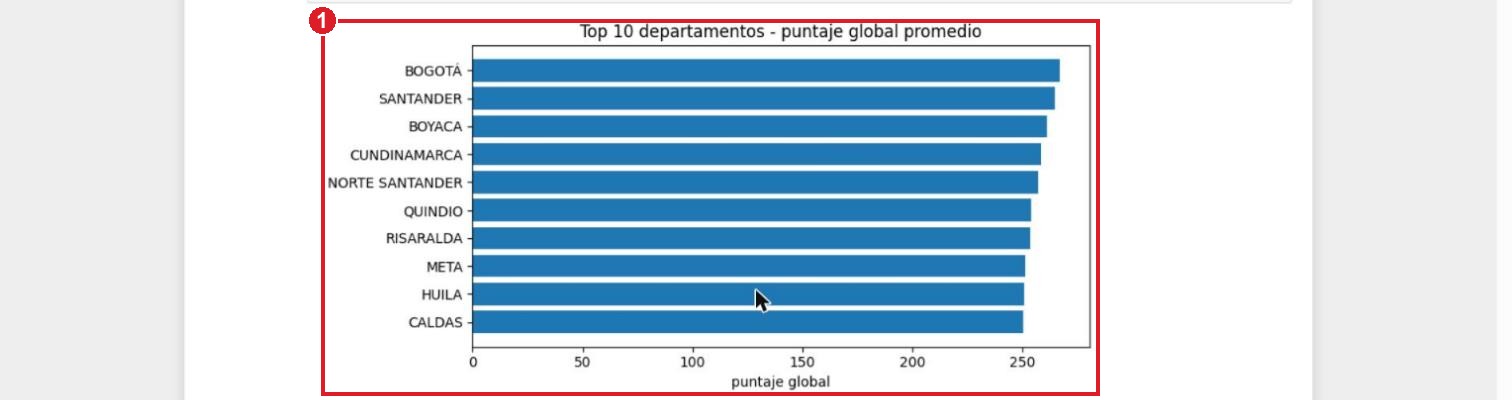 1
Top 10 departamentos - puntaje global promedio
BOGOTÁ
SANTANDER
BOYACA
CUNDINAMARCA
NORTE SANTANDER
QUINDIO
RISARALDA
META
HUILA
CALDAS
0 50 100 150 200 250
puntaje global